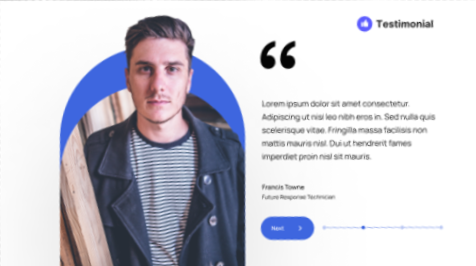 Testimonial
“
Lorem ipsum dolor sit amet consectetur.
Adipiscing ut nisi leo nibh eros in. Sed nulla quis
scelerisque vitae. Fringilla massa facilisis non
mattis mauris nisl. Dui ut hendrerit fames
imperdiet proin nisl sit mauris.
Francis Towne
Future Response Technician
Next